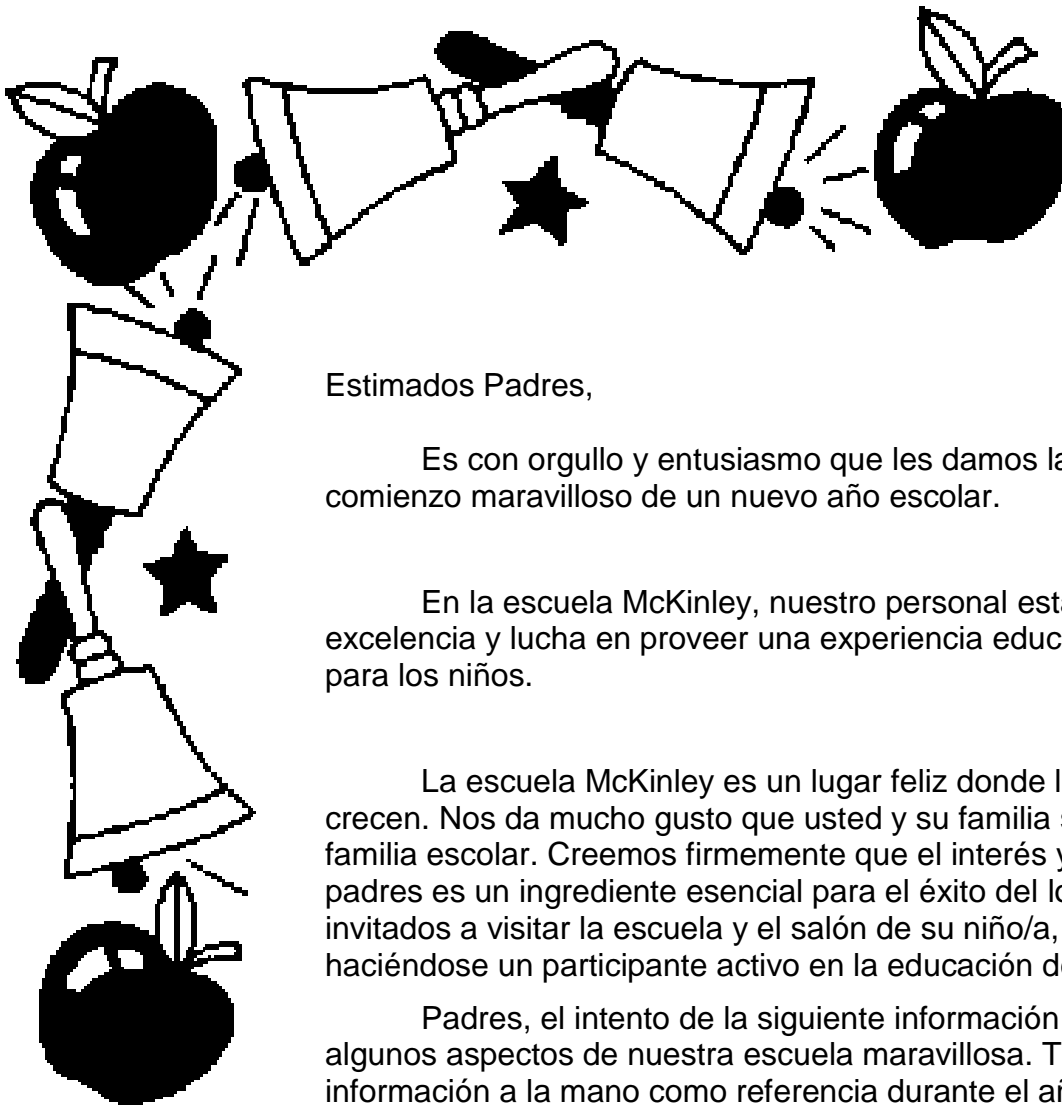 Estimados Padres,
Es con orgullo y entusiasmo que les damos la
comienzo maravilloso de un nuevo año escolar.
En la escuela McKinley, nuestro personal está
excelencia y lucha en proveer una experiencia educ
para los niños.
La escuela McKinley es un lugar feliz donde l
crecen. Nos da mucho gusto que usted y su familia s
familia escolar. Creemos firmemente que el interés y
padres es un ingrediente esencial para el éxito del lo
invitados a visitar la escuela y el salón de su niño/a,
haciéndose un participante activo en la educación de
Padres, el intento de la siguiente información
algunos aspectos de nuestra escuela maravillosa. T
información a la mano como referencia durante el añ